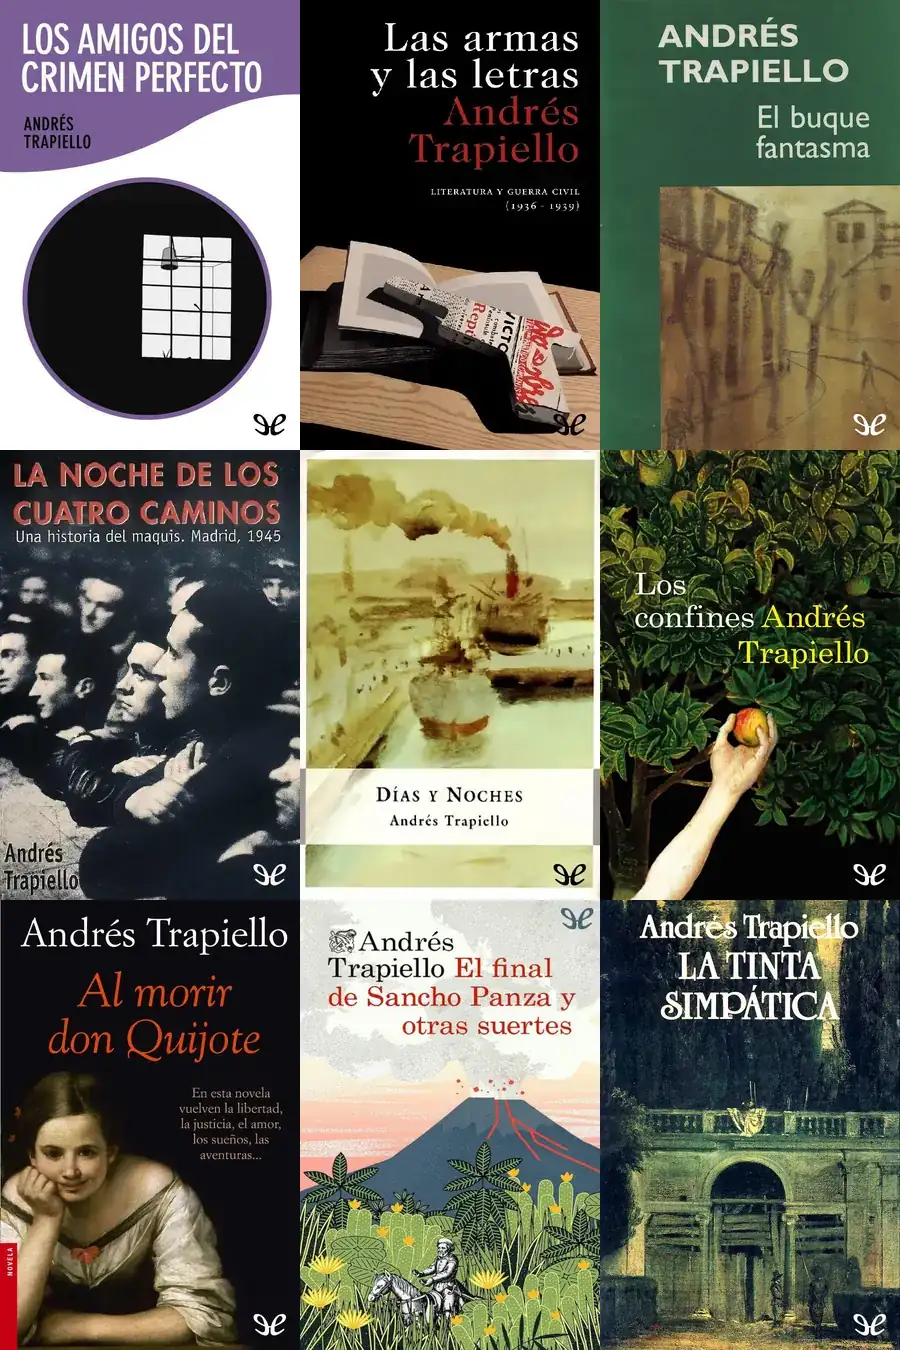 LOS AMIGOS DEL
CRIMEN PERFECTO
ANDRÉS
TRAPIELLO
Las armas
y las letras
Andrés
Trapiello
LITERATURA Y GUERRA CIVIL
(1936 - 1939)
VICTO
ANDRÉS
TRAPIELLO
El buque
fantasma
LA NOCHE DE LOS
CUATRO CAMINOS
Una historia del maquis. Madrid, 1945
Andrés
Trapiello
DÍAS Y NOCHES
Andrés Trapiello
Los
confines Andrés
Trapiello
Andrés Trapiello
Al morir
don Quijote
En esta novela
vuelven la libertad,
la justicia, el amor,
los sueños, las
aventuras...
NOVELA
Andrés
Trapiello El final
de Sancho Panza y
otras suertes
Andrés Trapiello
LA TINTA
SIMPÁTICA